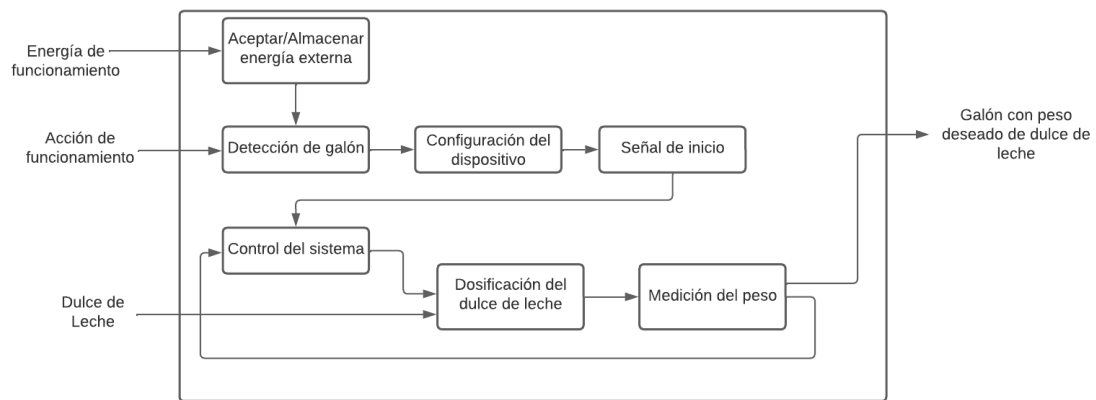 Energía de
funcionamiento
Aceptar/Almacenar
energía externa
Acción de
funcionamiento
Detección de galón
Configuración del
dispositivo
Señal de inicio
Galón con peso
deseado de dulce de
leche
Control del sistema
Dulce de
Leche
Dosificación del
dulce de leche
Medición del peso